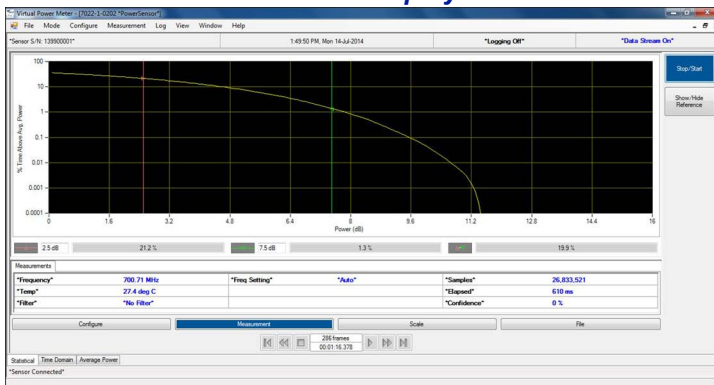 Virtual Power Meter - [7022-1-0202 *PowerSensor*]
File Mode Configure Measurement Log View Window Help
*Sensor S/N: 139900001* 1:49:50 PM, Mon 14-Jul-2014 *Logging Off* *Data Stream On*
Stop/Start
Show/Hide
Reference
% Time Above Avg. Power
100
10
1
0.1
0.01
0.001
0.0001
0 1.6 3.2 4.8 6.4 8 9.6 11.2 12.8 14.4 16
Power (dB)
2.5 dB 21.2 % 7.5 dB 1.3 % 19.9 %
Measurements
*Frequency* 700.71 MHz *Freq Setting* *Auto* *Samples* 26,833,521
*Temp* 27.4 deg C *Elapsed* 610 ms
*Filter* *No Filter* *Confidence* 0 %
Configure Measurement Scale File
286 frames
00:01:16.378
Statistical Time Domain Average Power
*Sensor Connected*